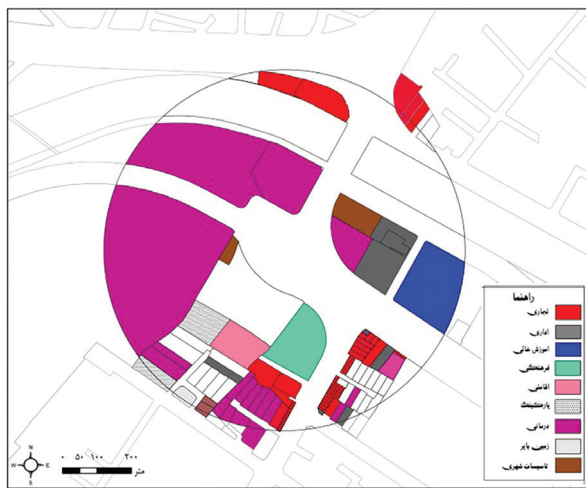 راهنما
تجاری
اداری
آموزش عالی
فرهنگی
اقامتی
پارکینگ
درمانی
زمین بایر
تاسیسات شهری
N
W E
S
۰ ۵۰ ۱۰۰ ۲۰۰
متر